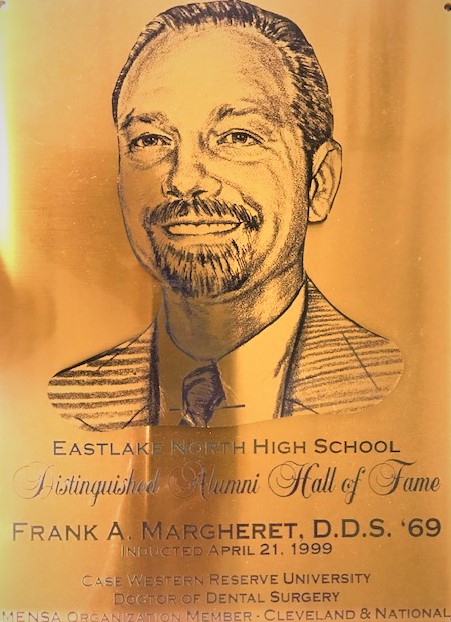 EASTLAKE NORTH HIGH SCHOOL
Distinguished Alumni Hall of Fame
FRANK A. MARGHERET, D.D.S. ‘69
INDUCTED APRIL 21, 1999
CASE WESTERN RESERVE UNIVERSITY
DOCTOR OF DENTAL SURGERY
MENSA ORGANIZATION MEMBER - CLEVELAND & NATIONAL